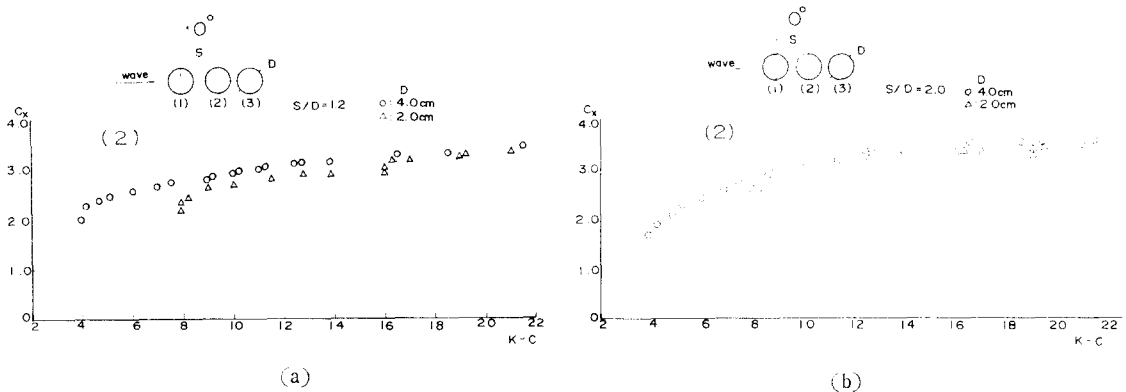 S
D
wave
(1) (2) (3)
S/D=1.2
D
○: 4.0cm
△: 2.0cm
Cx
(2)
4.0
3.0
2.0
1.0
0
2 4 6 8 10 12 14 16 18 20 22
K-C
(a)
S
D
wave
(1) (2) (3)
S/D=2.0
D
○ 4.0cm
△ 2.0cm
Cx
(2)
4.0
3.0
2.0
1.0
0
2 4 6 8 10 12 14 16 18 20 22
K-C
(b)